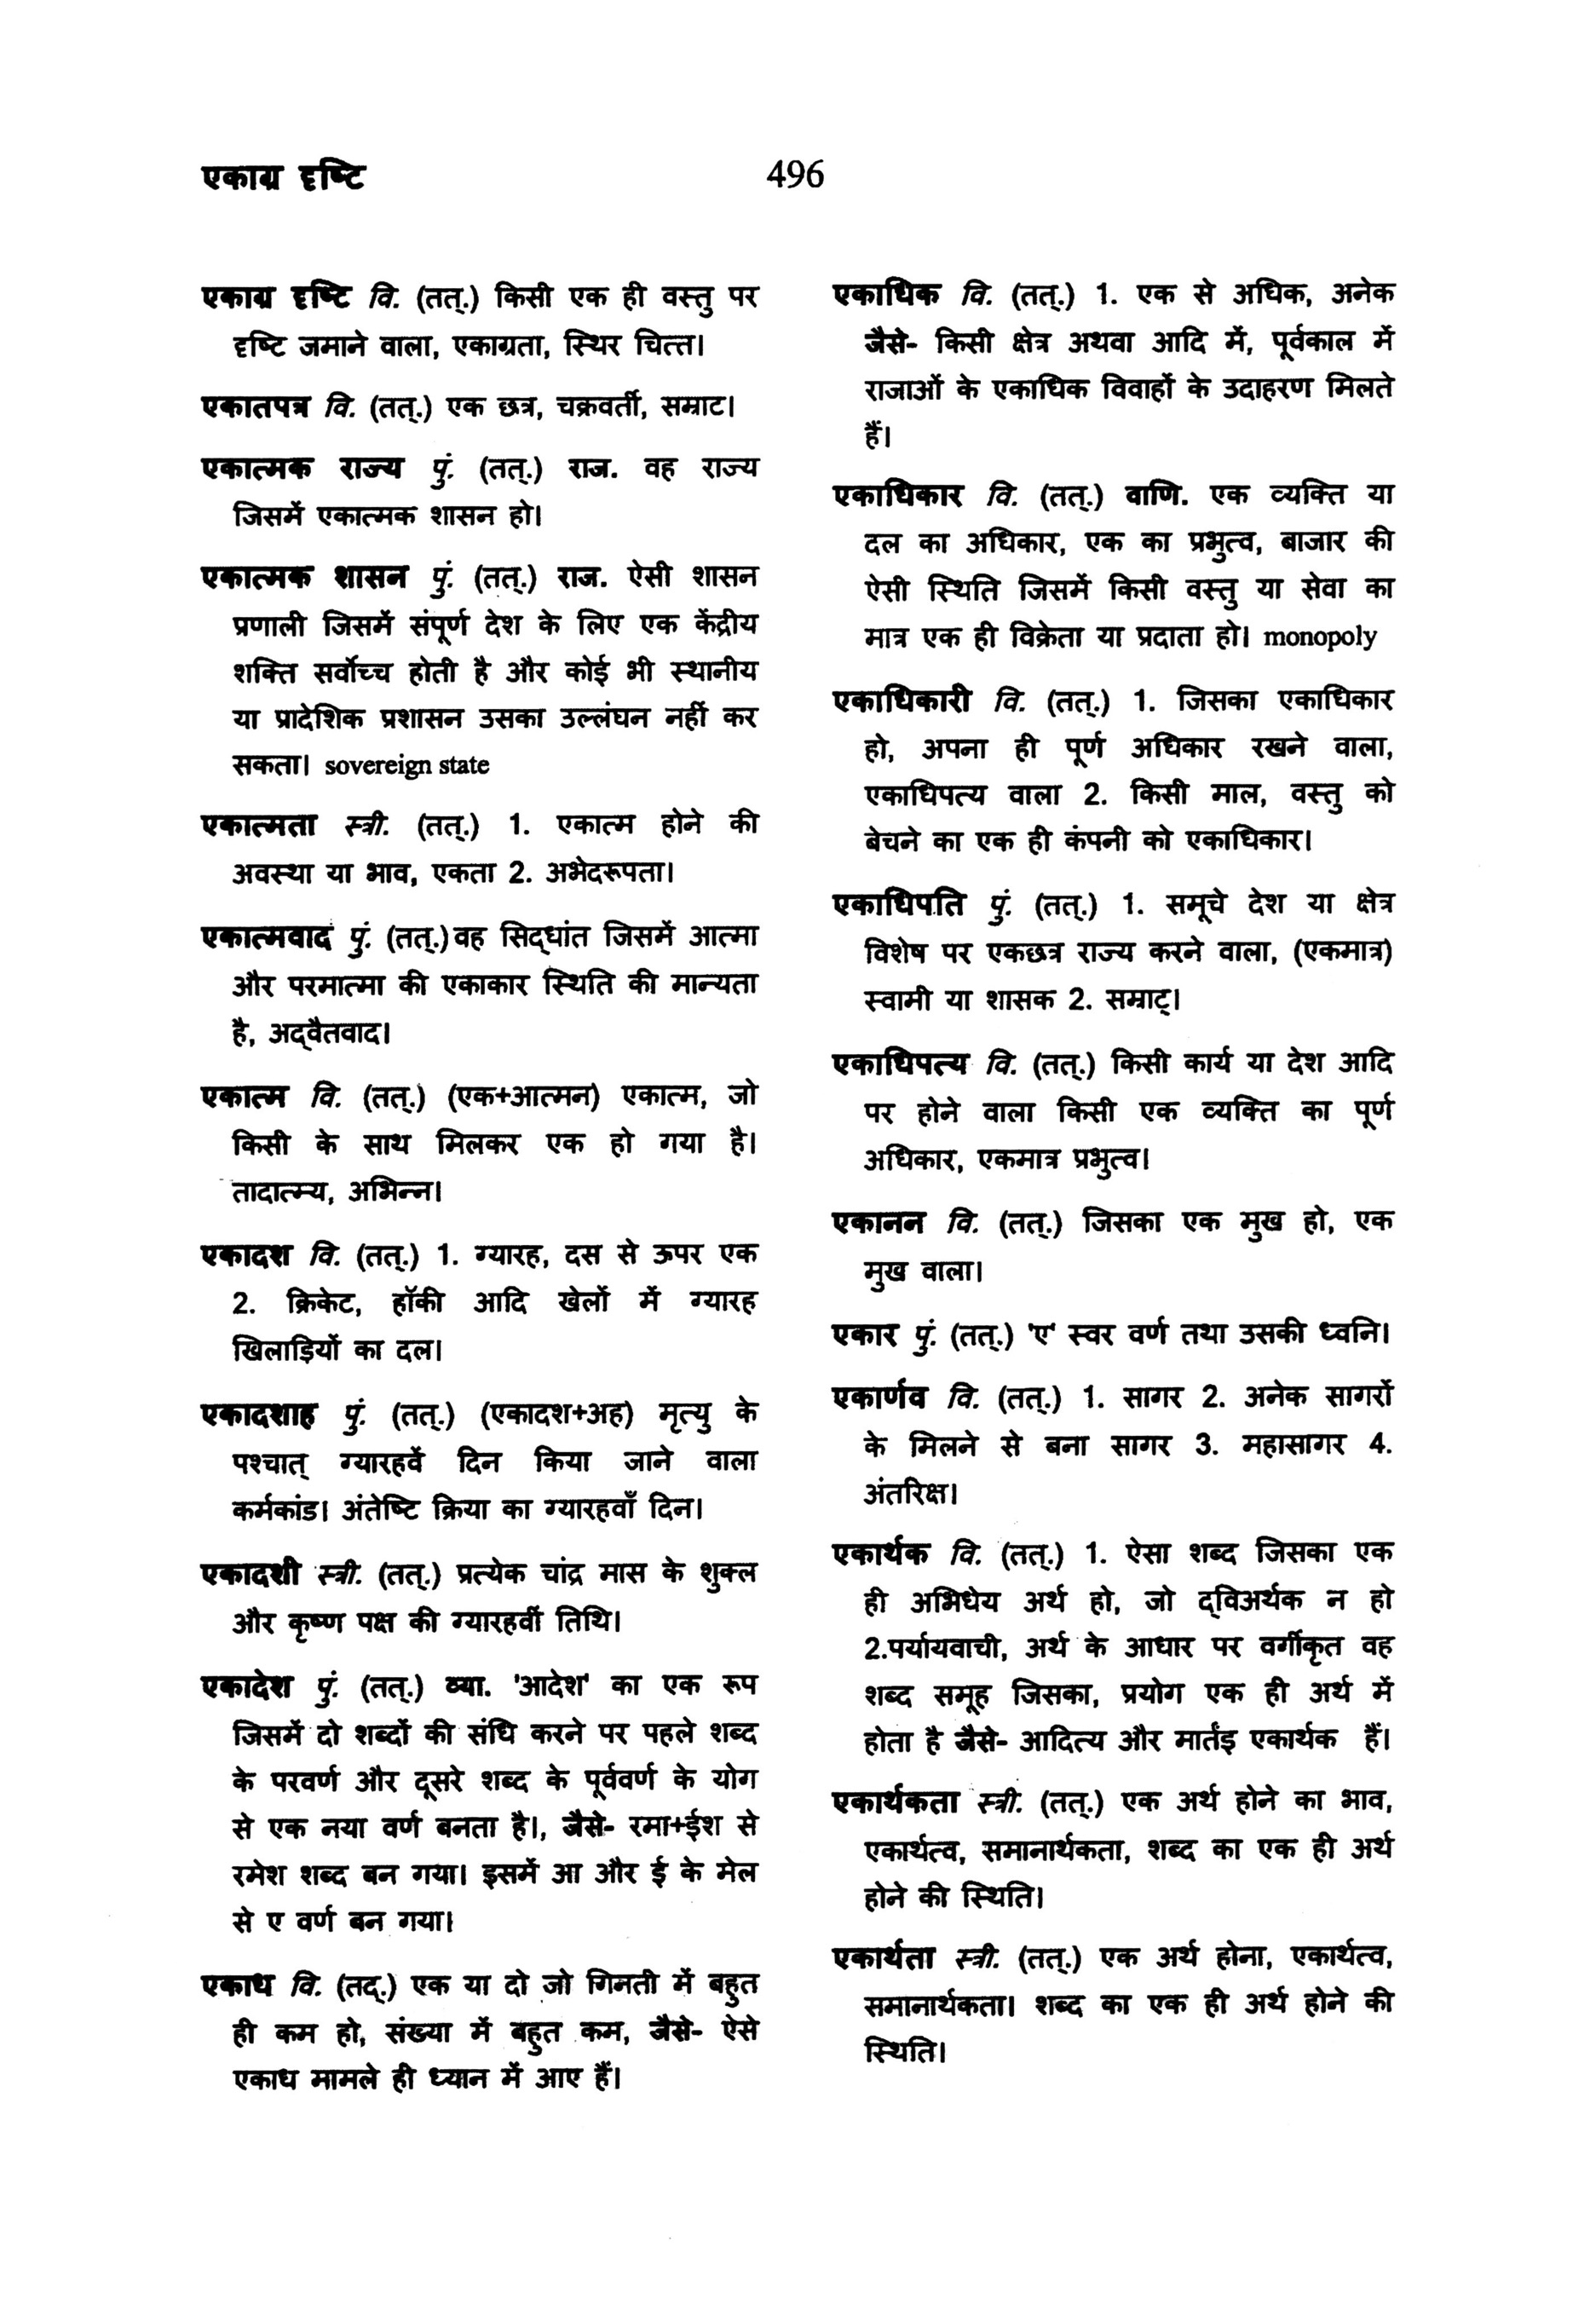 एकाग्र दृष्टि
496
एकाग्र दृष्टि वि. (तत्.) किसी एक ही वस्तु पर
दृष्टि जमाने वाला, एकाग्रता, स्थिर चित्त।
एकातपत्र वि. (तत्.) एक छत्र, चक्रवर्ती, सम्राट।
एकात्मक राज्य पुं. (तत्.) राज. वह राज्य
जिसमें एकात्मक शासन हो।
एकात्मक शासन पुं. (तत्.) राज. ऐसी शासन
प्रणाली जिसमें संपूर्ण देश के लिए एक केंद्रीय
शक्ति सर्वोच्च होती है और कोई भी स्थानीय
या प्रादेशिक प्रशासन उसका उल्लंघन नहीं कर
सकता। sovereign state
एकात्मता स्त्री. (तत्.) 1. एकात्म होने की
अवस्था या भाव, एकता 2. अभेदरूपता।
एकात्मवाद पुं. (तत्.) वह सिद्धांत जिसमें आत्मा
और परमात्मा की एकाकार स्थिति की मान्यता
है, अद्वैतवाद।
एकात्म वि. (तत्.) (एक+आत्मन) एकात्म, जो
किसी के साथ मिलकर एक हो गया है।
तादात्म्य, अभिन्न।
एकादश वि. (तत्.) 1. ग्यारह, दस से ऊपर एक
2. क्रिकेट, हॉकी आदि खेलों में ग्यारह
खिलाड़ियों का दल।
एकादशाह पुं. (तत्.) (एकादश+अह) मृत्यु के
पश्चात् ग्यारहवें दिन किया जाने वाला
कर्मकांड। अंतेष्टि क्रिया का ग्यारहवाँ दिन।
एकादशी स्त्री. (तत्.) प्रत्येक चांद्र मास के शुक्ल
और कृष्ण पक्ष की ग्यारहवीं तिथि।
एकादेश पुं. (तत्.) व्या. 'आदेश' का एक रूप
जिसमें दो शब्दों की संधि करने पर पहले शब्द
के परवर्ण और दूसरे शब्द के पूर्ववर्ण के योग
से एक नया वर्ण बनता है।, जैसे- रमा+ईश से
रमेश शब्द बन गया। इसमें आ और ई के मेल
से ए वर्ण बन गया।
एकाध वि. (तद्.) एक या दो जो गिनती में बहुत
ही कम हो, संख्या में बहुत कम, जैसे- ऐसे
एकाध मामले ही ध्यान में आए हैं।
एकाधिक वि. (तत्.) 1. एक से अधिक, अनेक
जैसे- किसी क्षेत्र अथवा आदि में, पूर्वकाल में
राजाओं के एकाधिक विवाहों के उदाहरण मिलते
हैं।
एकाधिकार वि. (तत्.) वाणि. एक व्यक्ति या
दल का अधिकार, एक का प्रभुत्व, बाजार की
ऐसी स्थिति जिसमें किसी वस्तु या सेवा का
मात्र एक ही विक्रेता या प्रदाता हो। monopoly
एकाधिकारी वि. (तत्.) 1. जिसका एकाधिकार
हो, अपना ही पूर्ण अधिकार रखने वाला,
एकाधिपत्य वाला 2. किसी माल, वस्तु को
बेचने का एक ही कंपनी को एकाधिकार।
एकाधिपति पुं. (तत्.) 1. समूचे देश या क्षेत्र
विशेष पर एकछत्र राज्य करने वाला, (एकमात्र)
स्वामी या शासक 2. सम्राट्।
एकाधिपत्य वि. (तत्.) किसी कार्य या देश आदि
पर होने वाला किसी एक व्यक्ति का पूर्ण
अधिकार, एकमात्र प्रभुत्व।
एकानन वि. (तत्.) जिसका एक मुख हो, एक
मुख वाला।
एकार पुं. (तत्.) 'ए' स्वर वर्ण तथा उसकी ध्वनि।
एकार्णव वि. (तत्.) 1. सागर 2. अनेक सागरों
के मिलने से बना सागर 3. महासागर 4.
अंतरिक्ष।
एकार्थक वि. (तत्.) 1. ऐसा शब्द जिसका एक
ही अभिधेय अर्थ हो, जो द्विअर्थक न हो
2.पर्यायवाची, अर्थ के आधार पर वर्गीकृत वह
शब्द समूह जिसका, प्रयोग एक ही अर्थ में
होता है जैसे- आदित्य और मार्तंड एकार्थक हैं।
एकार्थकता स्त्री. (तत्.) एक अर्थ होने का भाव,
एकार्थत्व, समानार्थकता, शब्द का एक ही अर्थ
होने की स्थिति।
एकार्थता स्त्री. (तत्.) एक अर्थ होना, एकार्थत्व,
समानार्थकता। शब्द का एक ही अर्थ होने की
स्थिति।